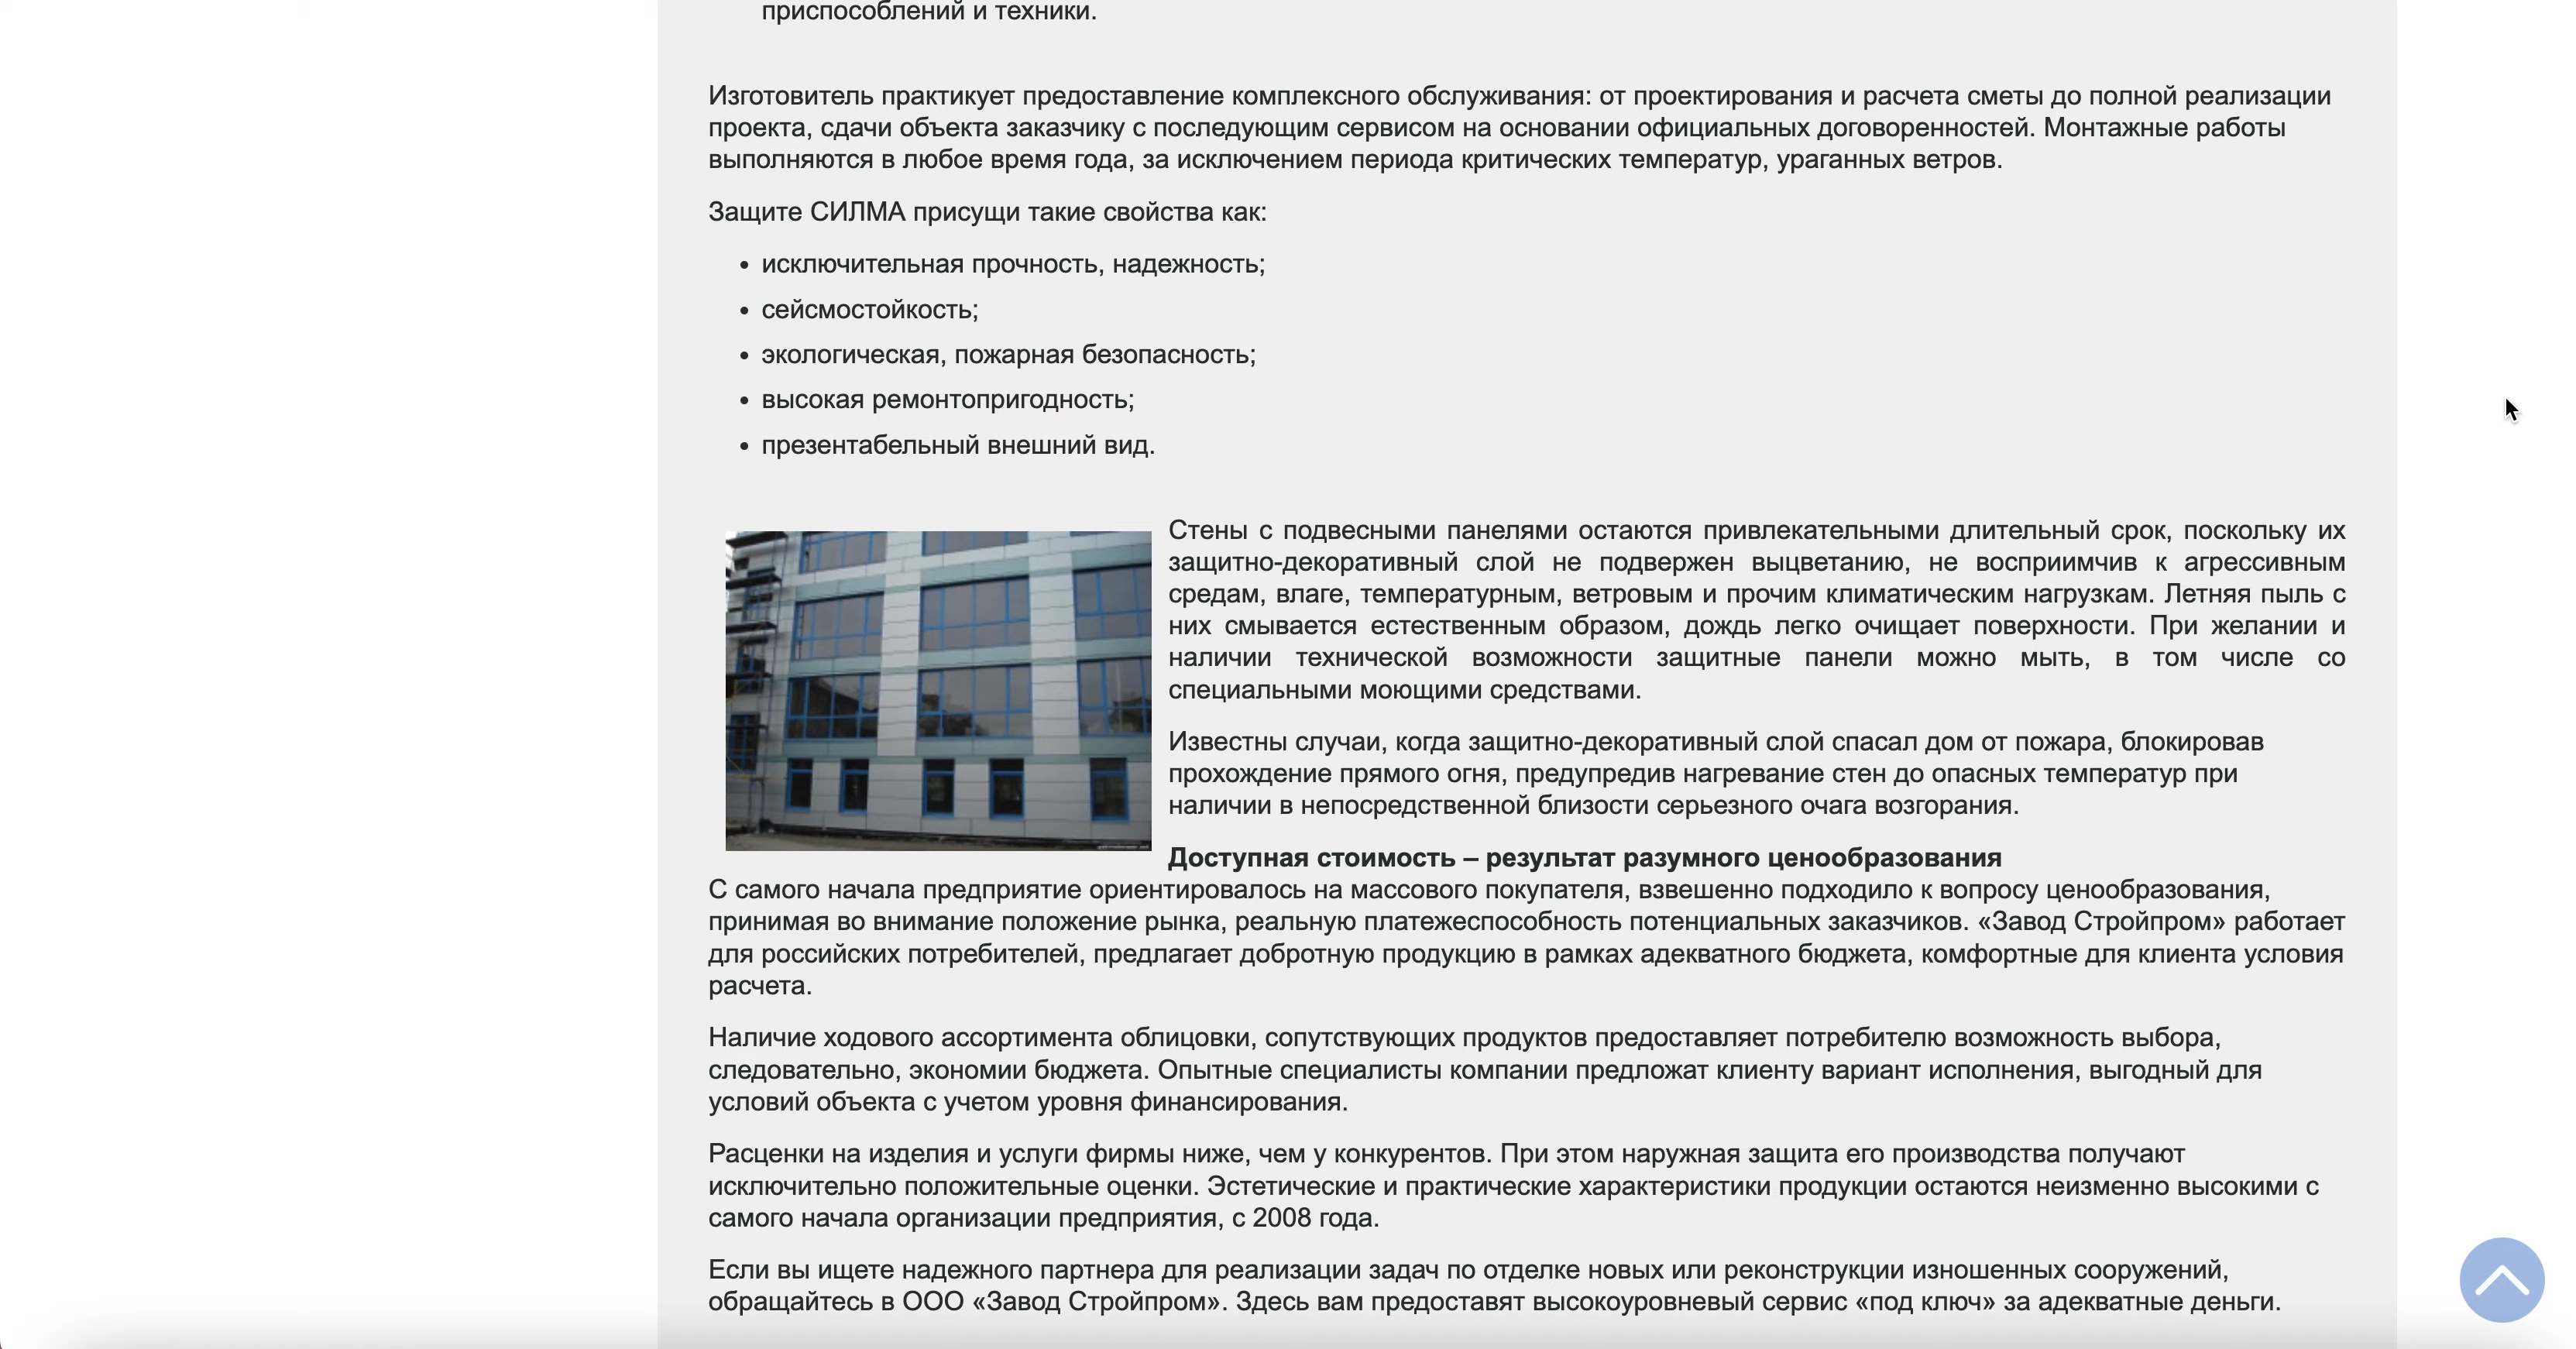 приспособлений и техники.
Изготовитель практикует предоставление комплексного обслуживания: от проектирования и расчета сметы до полной реализации
проекта, сдачи объекта заказчику с последующим сервисом на основании официальных договоренностей. Монтажные работы
выполняются в любое время года, за исключением периода критических температур, ураганных ветров.
Защите СИЛМА присущи такие свойства как:
• исключительная прочность, надежность;
• сейсмостойкость;
• экологическая, пожарная безопасность;
• высокая ремонтопригодность;
• презентабельный внешний вид.
Стены с подвесными панелями остаются привлекательными длительный срок, поскольку их
защитно-декоративный слой не подвержен выцветанию, не восприимчив к агрессивным
средам, влаге, температурным, ветровым и прочим климатическим нагрузкам. Летняя пыль с
них смывается естественным образом, дождь легко очищает поверхности. При желании и
наличии технической возможности защитные панели можно мыть, в том числе со
специальными моющими средствами.
Известны случаи, когда защитно-декоративный слой спасал дом от пожара, блокировав
прохождение прямого огня, предупредив нагревание стен до опасных температур при
наличии в непосредственной близости серьезного очага возгорания.
Доступная стоимость – результат разумного ценообразования
С самого начала предприятие ориентировалось на массового покупателя, взвешенно подходило к вопросу ценообразования,
принимая во внимание положение рынка, реальную платежеспособность потенциальных заказчиков. «Завод Стройпром» работает
для российских потребителей, предлагает добротную продукцию в рамках адекватного бюджета, комфортные для клиента условия
расчета.
Наличие ходового ассортимента облицовки, сопутствующих продуктов предоставляет потребителю возможность выбора,
следовательно, экономии бюджета. Опытные специалисты компании предложат клиенту вариант исполнения, выгодный для
условий объекта с учетом уровня финансирования.
Расценки на изделия и услуги фирмы ниже, чем у конкурентов. При этом наружная защита его производства получают
исключительно положительные оценки. Эстетические и практические характеристики продукции остаются неизменно высокими с
самого начала организации предприятия, с 2008 года.
Если вы ищете надежного партнера для реализации задач по отделке новых или реконструкции изношенных сооружений,
обращайтесь в ООО «Завод Стройпром». Здесь вам предоставят высокоуровневый сервис «под ключ» за адекватные деньги.